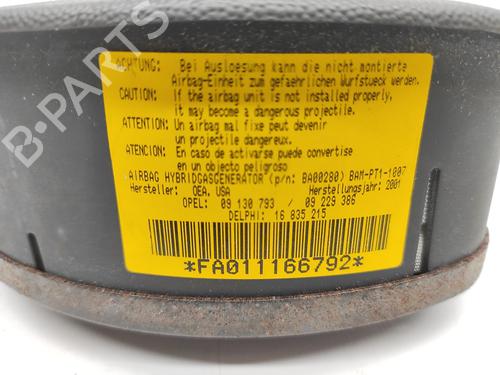 B-PARTS
ACHTUNG: Bei Ausloesung kann die nicht montierte
Airbag-Einheit zum gefaehrlichen Wurfstueck werden.
CAUTION: If the airbag unit is not installed properly,
it may become a dangerous projectile.
ATTENTION: Un airbag mal fixe peut devenir
un projectile dangereux.
ATENCION: En caso de activarse puede convertise
en un objecto peligroso
AIRBAG HYBRIDGASGENERATOR (p/n: BA00280) BAM-PT1-1007
Hersteller: OEA, USA Herstellungsjahr: 2001
OPEL: 09 130 793 / 09 229 386
DELPHI: 16 835 215
*FA011166792*